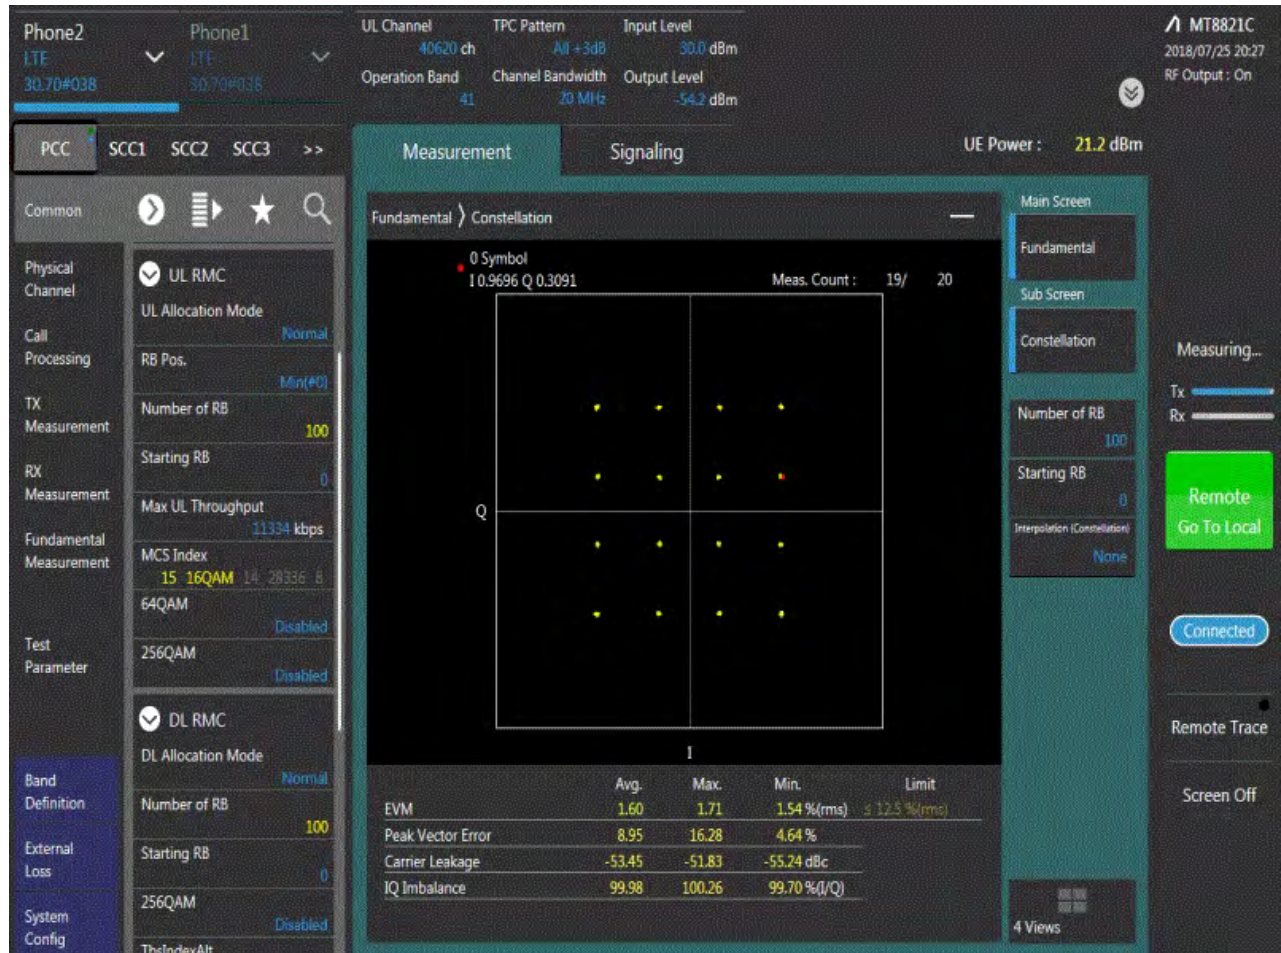 Phone2
LTE
30.70#038
Phone1
LTE
30.70#038
UL Channel
40620 ch
TPC Pattern
All +3dB
Input Level
30.0 dBm
Operation Band
41
Channel Bandwidth
20 MHz
Output Level
-54.2 dBm
MT8821C
2018/07/25 20:27
RF Output : On
PCC SCC1 SCC2 SCC3 >>
Measurement
Signaling
UE Power : 21.2 dBm
Common
Physical
Channel
Call
Processing
TX
Measurement
RX
Measurement
Fundamental
Measurement
Test
Parameter
Band
Definition
External
Loss
System
Config
UL RMC
UL Allocation Mode
Normal
RB Pos.
Min(#0)
Number of RB
100
Starting RB
0
Max UL Throughput
11334 kbps
MCS Index
15 16QAM 14 28336 8
64QAM
Disabled
256QAM
Disabled
DL RMC
DL Allocation Mode
Normal
Number of RB
100
Starting RB
0
256QAM
Disabled
TbsIndexAlt
Fundamental 〉 Constellation
0 Symbol
I 0.9696 Q 0.3091
Meas. Count : 19/ 20
Q
I
Avg. Max. Min. Limit
EVM 1.60 1.71 1.54 %(rms) ≤ 12.5 %(rms)
Peak Vector Error 8.95 16.28 4.64 %
Carrier Leakage -53.45 -51.83 -55.24 dBc
IQ Imbalance 99.98 100.26 99.70 %(I/Q)
Main Screen
Fundamental
Sub Screen
Constellation
Number of RB
100
Starting RB
0
Interpolation (Constellation)
None
4 Views
Measuring...
Tx
Rx
Remote
Go To Local
Connected
Remote Trace
Screen Off